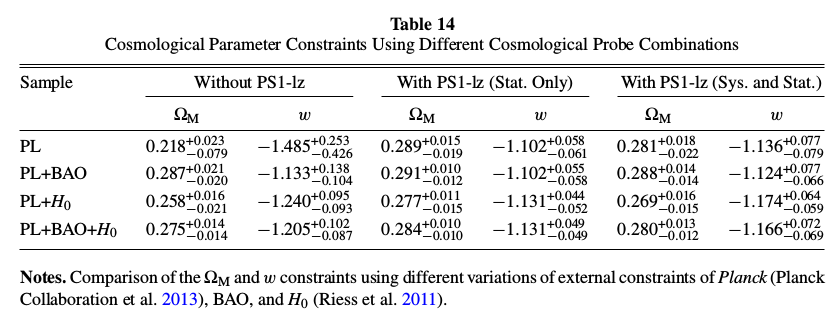 Table 14
Cosmological Parameter Constraints Using Different Cosmological Probe Combinations
Sample Without PS1-lz With PS1-lz (Stat. Only) With PS1-lz (Sys. and Stat.)
Ω_M w Ω_M w Ω_M w
PL 0.218^{+0.023}_{−0.079} −1.485^{+0.253}_{−0.426} 0.289^{+0.015}_{−0.019} −1.102^{+0.058}_{−0.061} 0.281^{+0.018}_{−0.022} −1.136^{+0.077}_{−0.079}
PL+BAO 0.287^{+0.021}_{−0.020} −1.133^{+0.138}_{−0.104} 0.291^{+0.010}_{−0.012} −1.102^{+0.055}_{−0.058} 0.288^{+0.014}_{−0.014} −1.124^{+0.077}_{−0.066}
PL+H_0 0.258^{+0.016}_{−0.021} −1.240^{+0.095}_{−0.093} 0.277^{+0.011}_{−0.015} −1.131^{+0.044}_{−0.052} 0.269^{+0.016}_{−0.015} −1.174^{+0.064}_{−0.059}
PL+BAO+H_0 0.275^{+0.014}_{−0.014} −1.205^{+0.102}_{−0.087} 0.284^{+0.010}_{−0.010} −1.131^{+0.049}_{−0.049} 0.280^{+0.013}_{−0.012} −1.166^{+0.072}_{−0.069}
Notes. Comparison of the Ω_M and w constraints using different variations of external constraints of Planck (Planck
Collaboration et al. 2013), BAO, and H_0 (Riess et al. 2011).